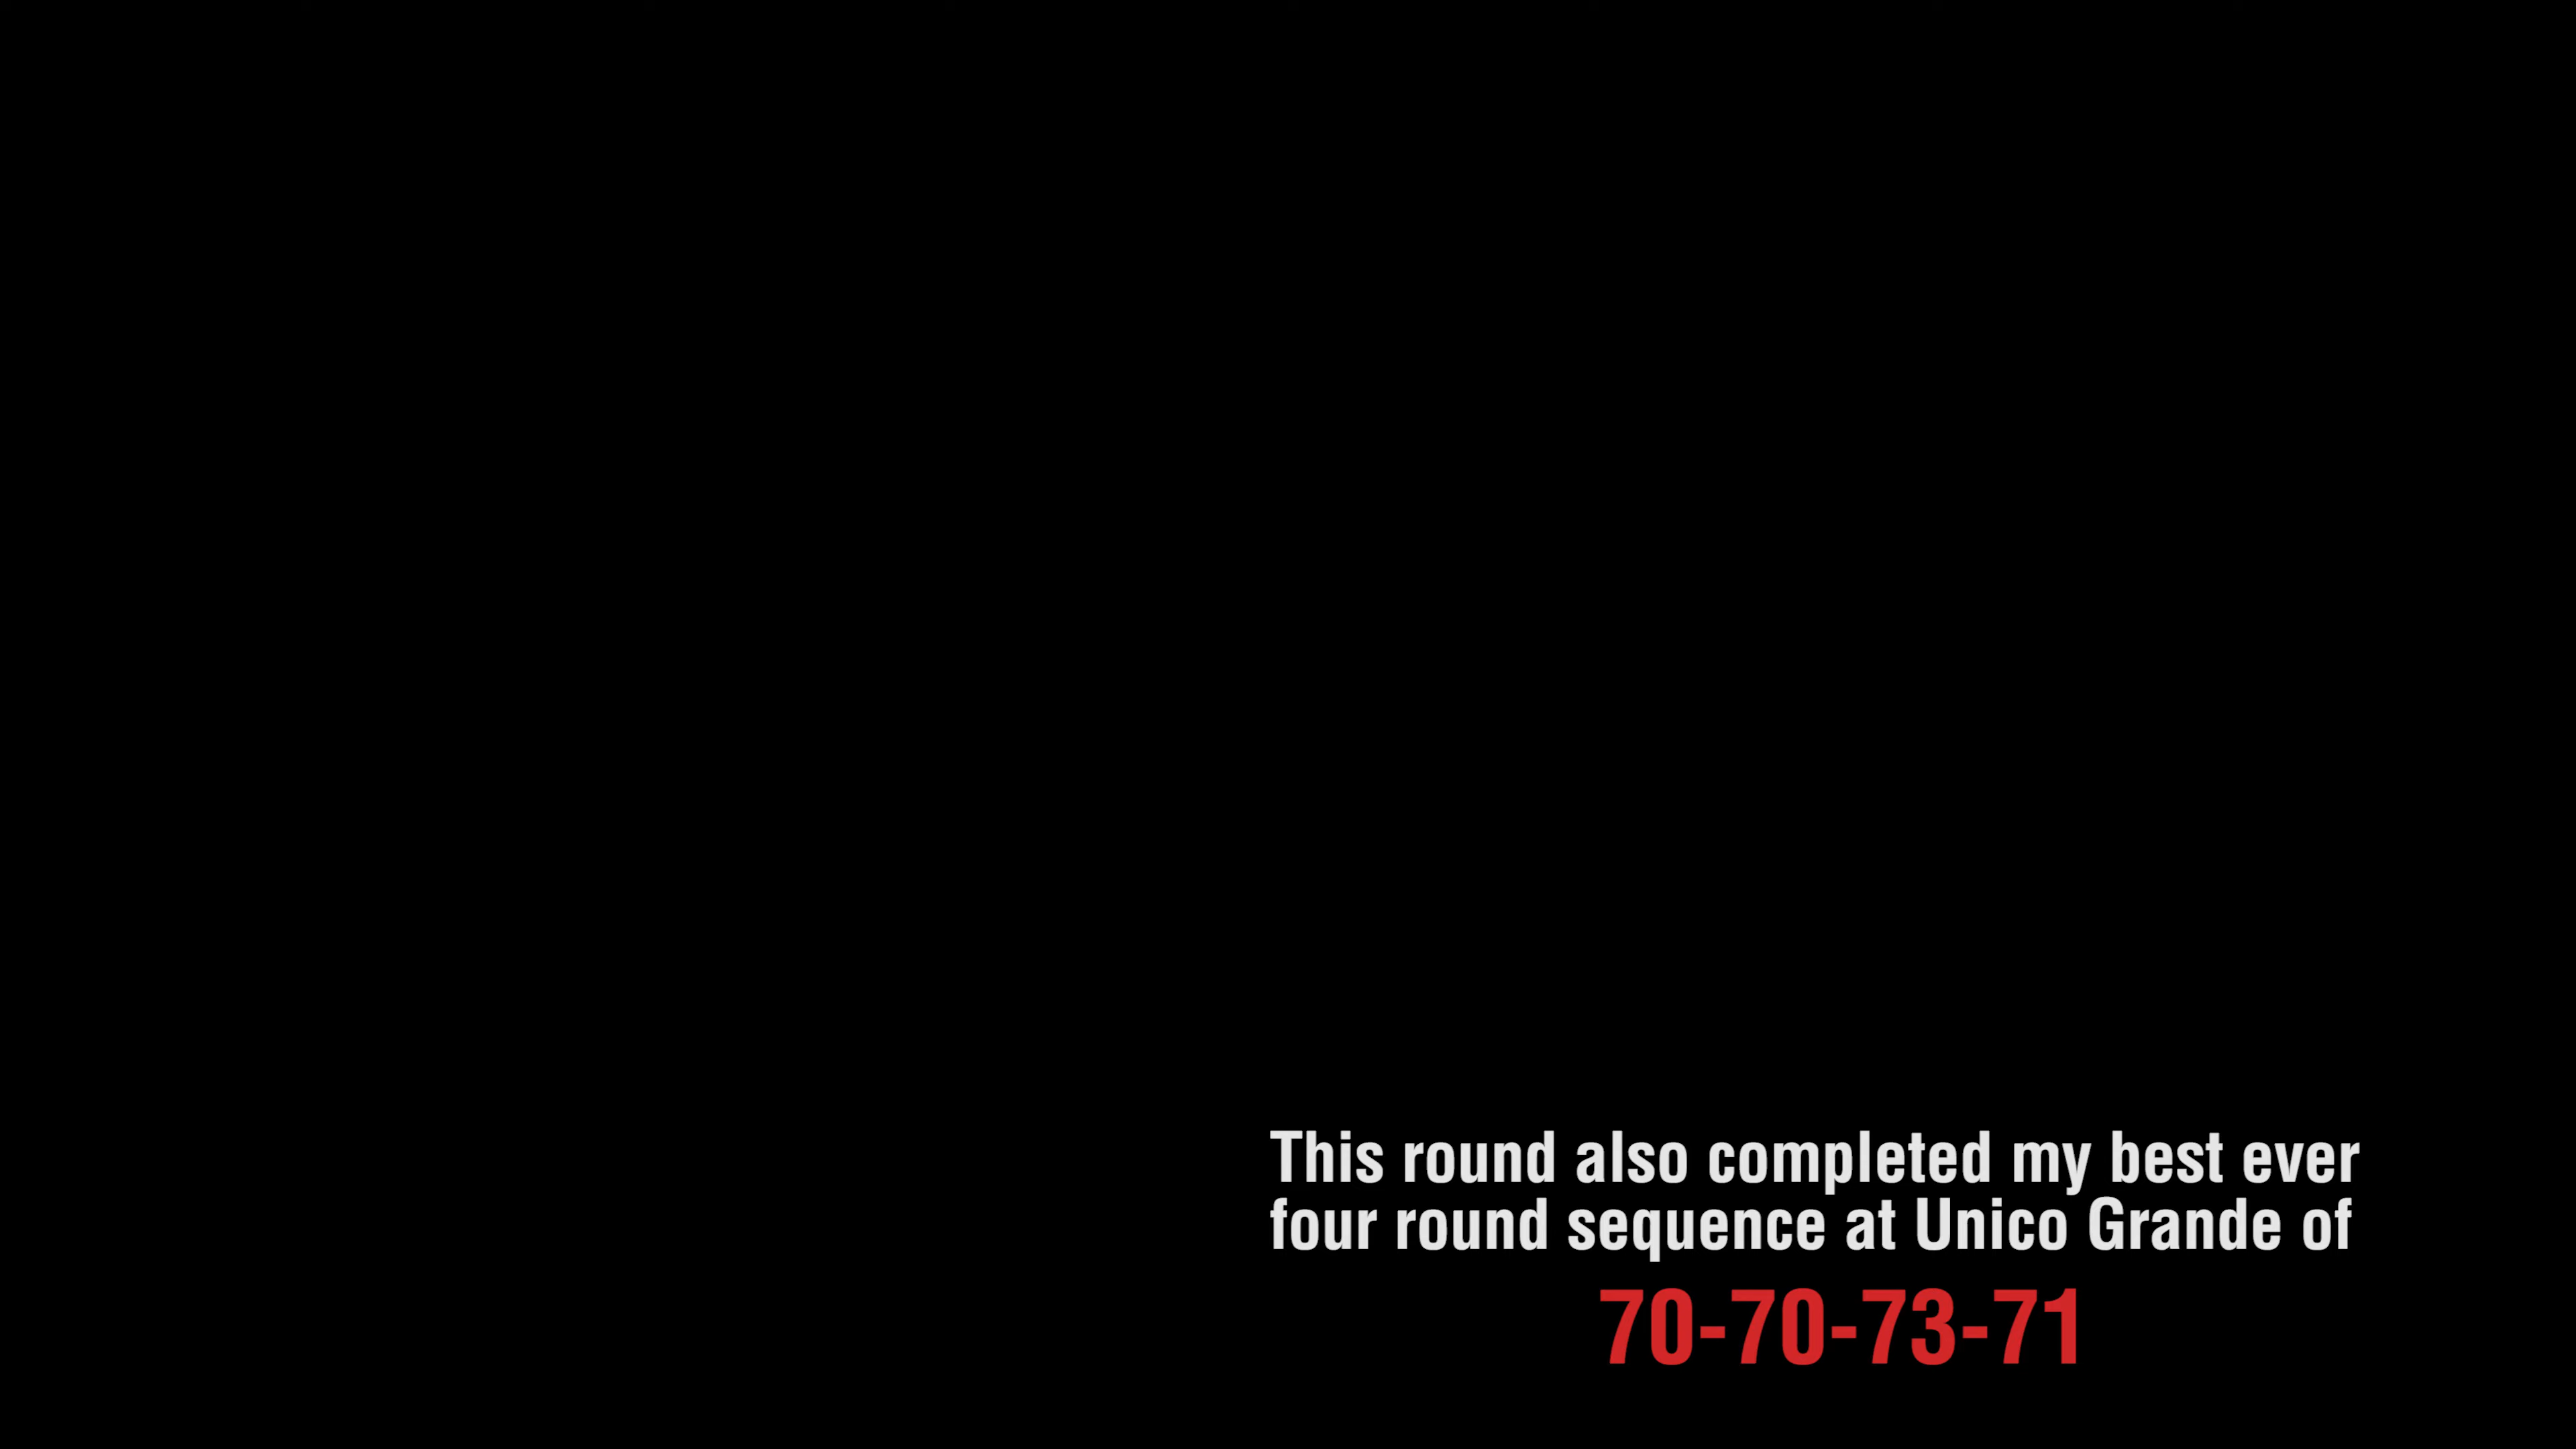 This round also completed my best ever
four round sequence at Unico Grande of
70-70-73-71